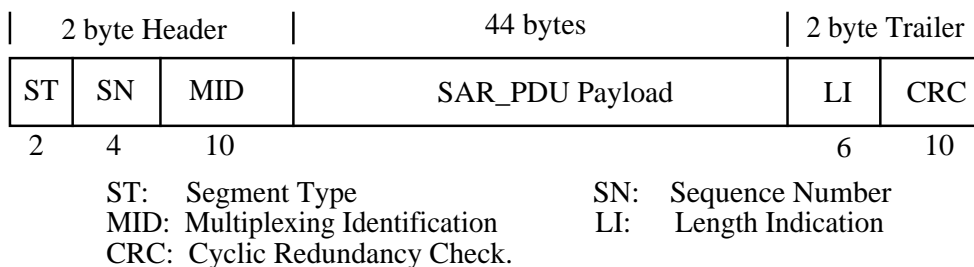 2 byte Header 44 bytes 2 byte Trailer
ST SN MID SAR_PDU Payload LI CRC
2 4 10 6 10
ST: Segment Type SN: Sequence Number
MID: Multiplexing Identification LI: Length Indication
CRC: Cyclic Redundancy Check.